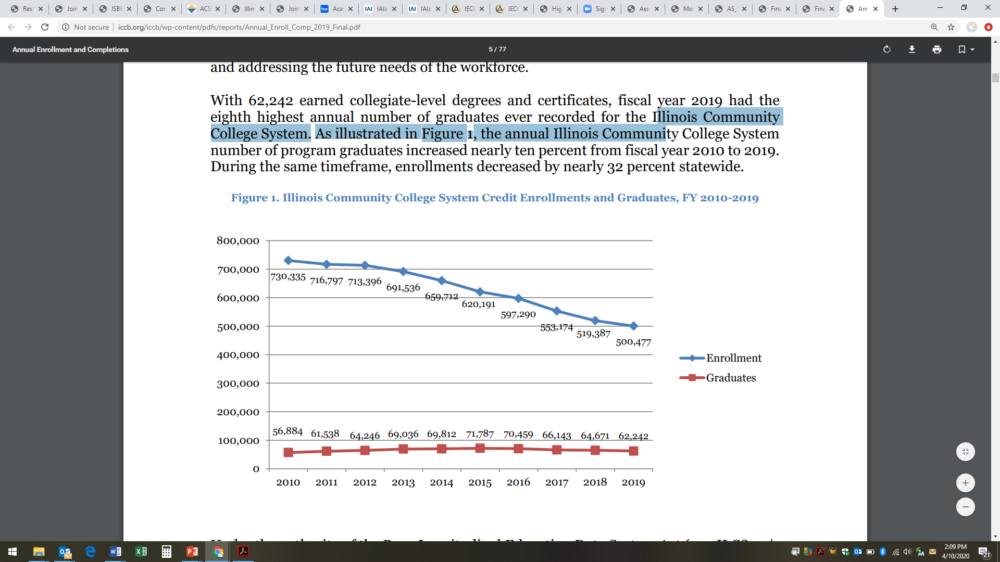 Rest
Join
ISBE
Con
ACS
Illin
Join
box
Aca
IAI
IAIa
IAI
IAIa
IEC
IEC
Hig
Sign
Ass
Mo
AS_
Fina
Fina
Ann
Not secure | iccb.org/iccb/wp-content/pdfs/reports/Annual_Enroll_Comp_2019_Final.pdf
Annual Enrollment and Completions
5 / 77
and addressing the future needs of the workforce.
With 62,242 earned collegiate-level degrees and certificates, fiscal year 2019 had the
eighth highest annual number of graduates ever recorded for the Illinois Community
College System. As illustrated in Figure 1, the annual Illinois Community College System
number of program graduates increased nearly ten percent from fiscal year 2010 to 2019.
During the same timeframe, enrollments decreased by nearly 32 percent statewide.
Figure 1. Illinois Community College System Credit Enrollments and Graduates, FY 2010-2019
800,000
700,000
600,000
500,000
400,000
300,000
200,000
100,000
0
730,335 716,797 713,396 691,536 659,712 620,191 597,290 553,174 519,387 500,477
Enrollment
Graduates
56,884 61,538 64,246 69,036 69,812 71,787 70,459 66,143 64,671 62,242
2010 2011 2012 2013 2014 2015 2016 2017 2018 2019
2:09 PM
4/10/2020
21